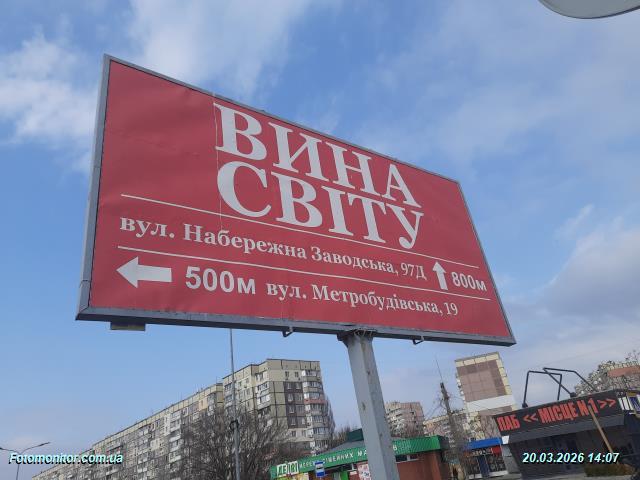 ВИНА
СВІТУ
вул. Набережна Заводська, 97Д 800м
500м вул. Метробудівська, 19
ПАБ <<МІСЦЕ №1>>
Fotomonitor.com.ua
20.03.2026 14:07